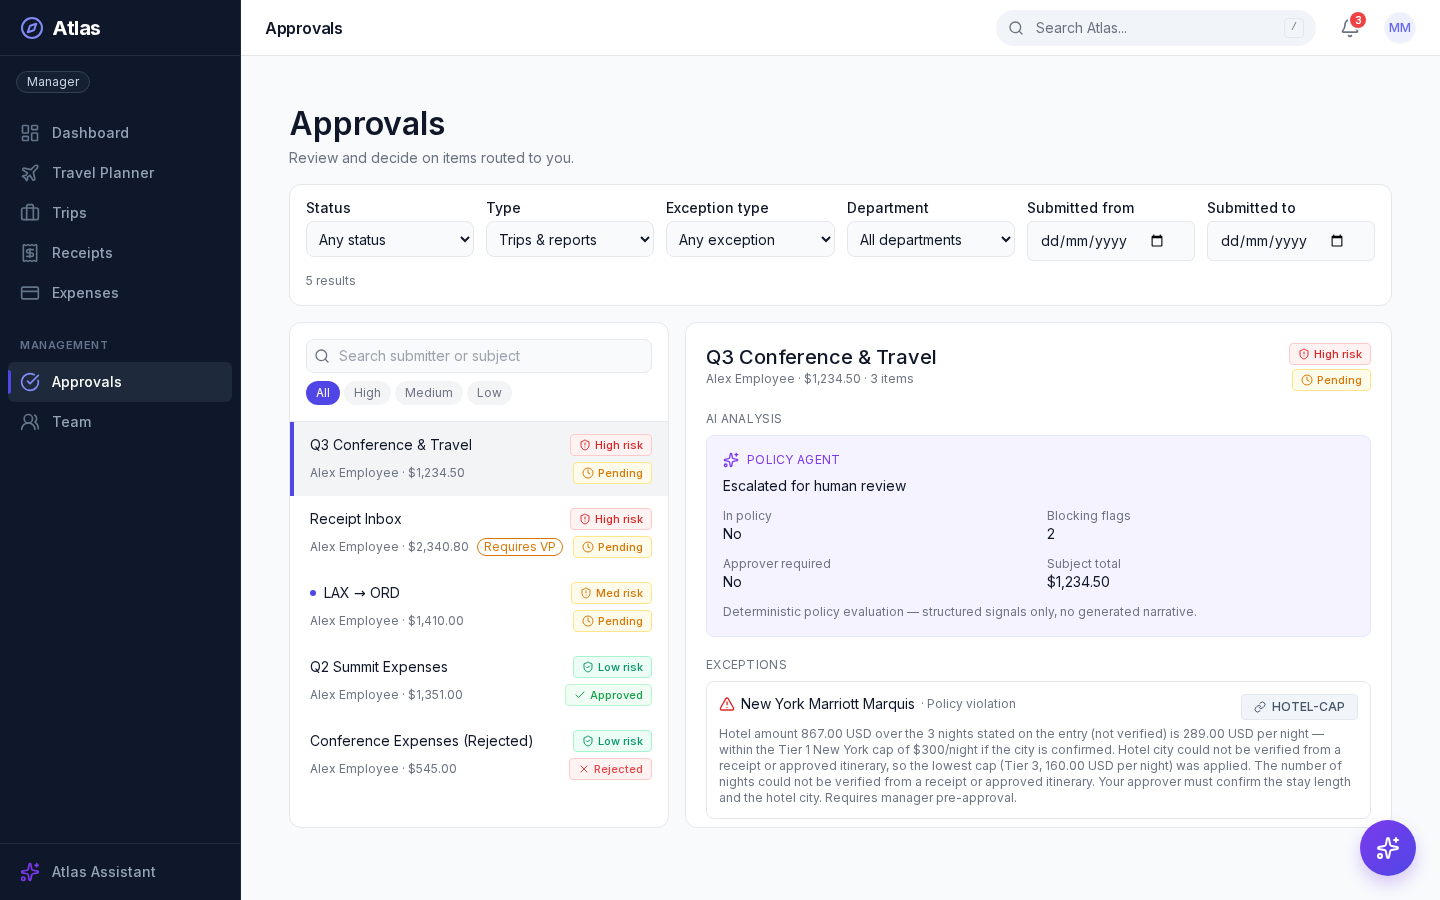 Atlas
Manager
Dashboard
Travel Planner
Trips
Receipts
Expenses
MANAGEMENT
Approvals
Team
Atlas Assistant
Approvals
Search Atlas...
/
3
MM
Approvals
Review and decide on items routed to you.
Status
Type
Exception type
Department
Submitted from
Submitted to
Any status
Trips & reports
Any exception
All departments
dd/mm/yyyy
dd/mm/yyyy
5 results
Search submitter or subject
All
High
Medium
Low
Q3 Conference & Travel
High risk
Alex Employee · $1,234.50
Pending
Receipt Inbox
High risk
Alex Employee · $2,340.80
Requires VP
Pending
LAX → ORD
Med risk
Alex Employee · $1,410.00
Pending
Q2 Summit Expenses
Low risk
Alex Employee · $1,351.00
Approved
Conference Expenses (Rejected)
Low risk
Alex Employee · $545.00
Rejected
Q3 Conference & Travel
High risk
Alex Employee · $1,234.50 · 3 items
Pending
AI ANALYSIS
POLICY AGENT
Escalated for human review
In policy
Blocking flags
No
2
Approver required
Subject total
No
$1,234.50
Deterministic policy evaluation — structured signals only, no generated narrative.
EXCEPTIONS
New York Marriott Marquis · Policy violation
HOTEL-CAP
Hotel amount 867.00 USD over the 3 nights stated on the entry (not verified) is 289.00 USD per night —
within the Tier 1 New York cap of $300/night if the city is confirmed. Hotel city could not be verified from a
receipt or approved itinerary, so the lowest cap (Tier 3, 160.00 USD per night) was applied. The number of
nights could not be verified from a receipt or approved itinerary. Your approver must confirm the stay length
and the hotel city. Requires manager pre-approval.